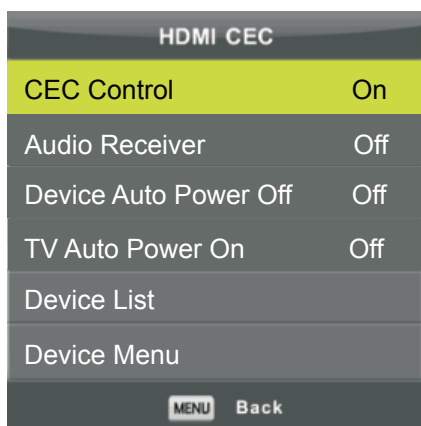 HDMI CEC
CEC Control On
Audio Receiver Off
Device Auto Power Off Off
TV Auto Power On Off
Device List
Device Menu
MENU Back